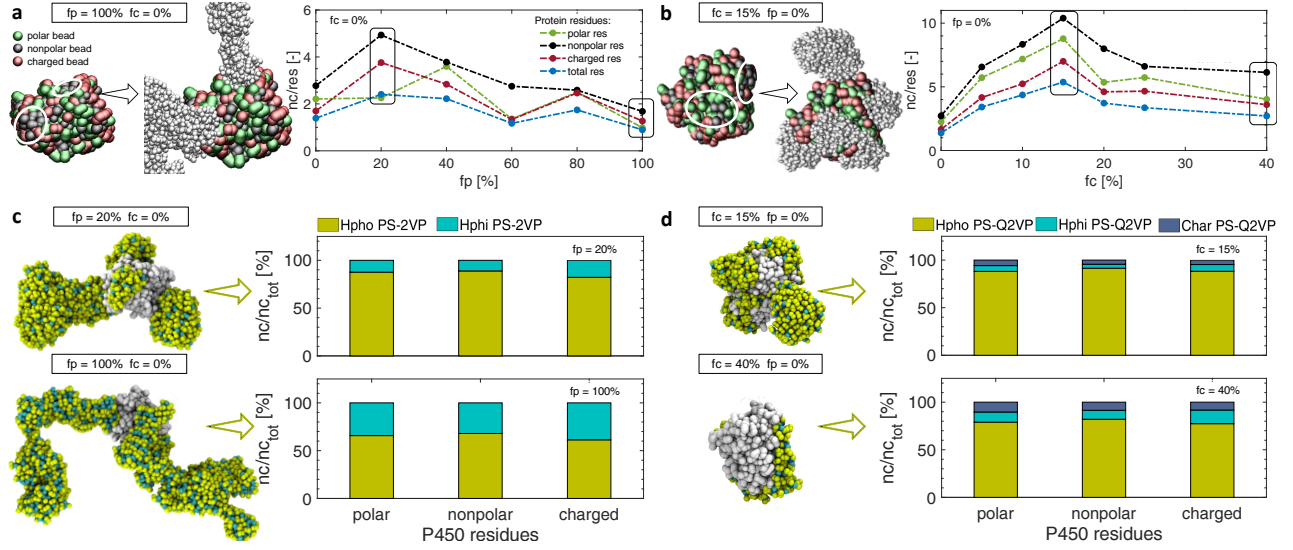 a
fp = 100% fc = 0%
polar bead
nonpolar bead
charged bead
fc = 0%
Protein residues:
polar res
nonpolar res
charged res
total res
nc/res [-]
6
4
2
0
0
20
40
60
80
100
fp [%]
b
fc = 15% fp = 0%
fp = 0%
nc/res [-]
10
5
0
0
10
20
30
40
fc [%]
c
fp = 20% fc = 0%
Hpho PS-2VP
Hphi PS-2VP
fp = 20%
nc/nctot [%]
100
50
0
fp = 100% fc = 0%
fp = 100%
nc/nctot [%]
100
50
0
polar
nonpolar
charged
P450 residues
d
fc = 15% fp = 0%
Hpho PS-Q2VP
Hphi PS-Q2VP
Char PS-Q2VP
fc = 15%
nc/nctot [%]
100
50
0
fc = 40% fp = 0%
fc = 40%
nc/nctot [%]
100
50
0
polar
nonpolar
charged
P450 residues